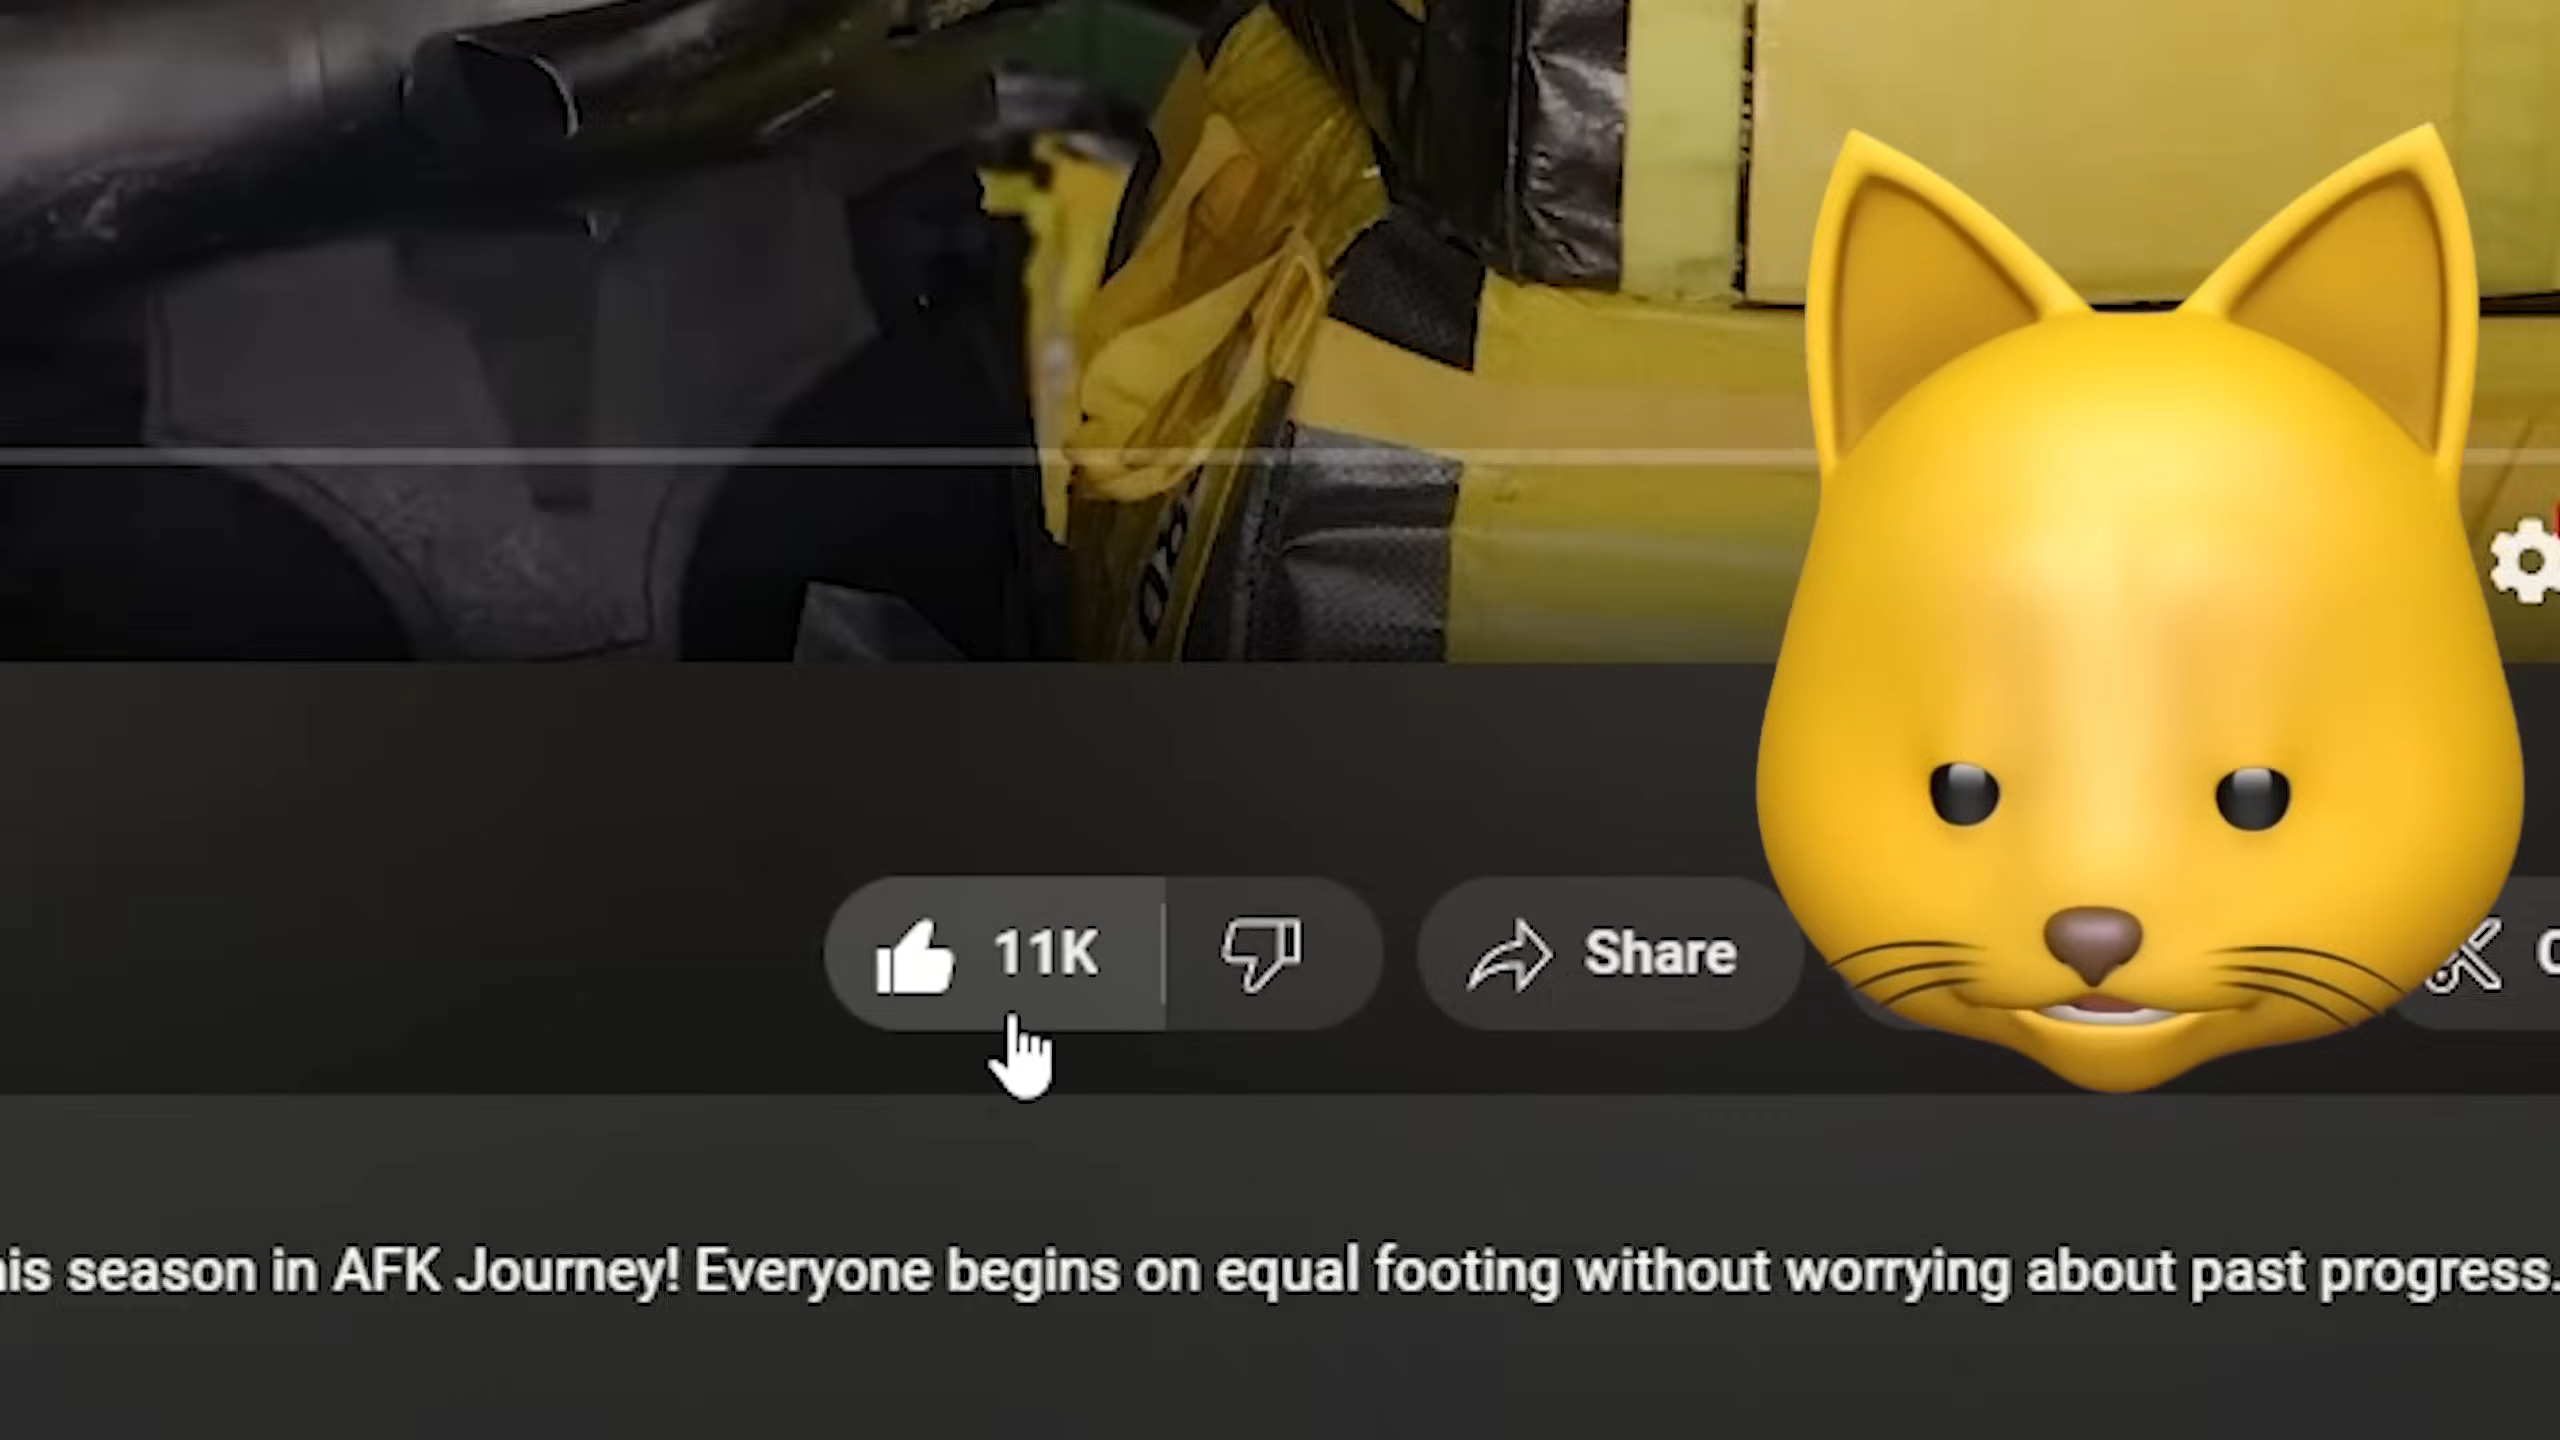 11K
Share
his season in AFK Journey! Everyone begins on equal footing without worrying about past progress.